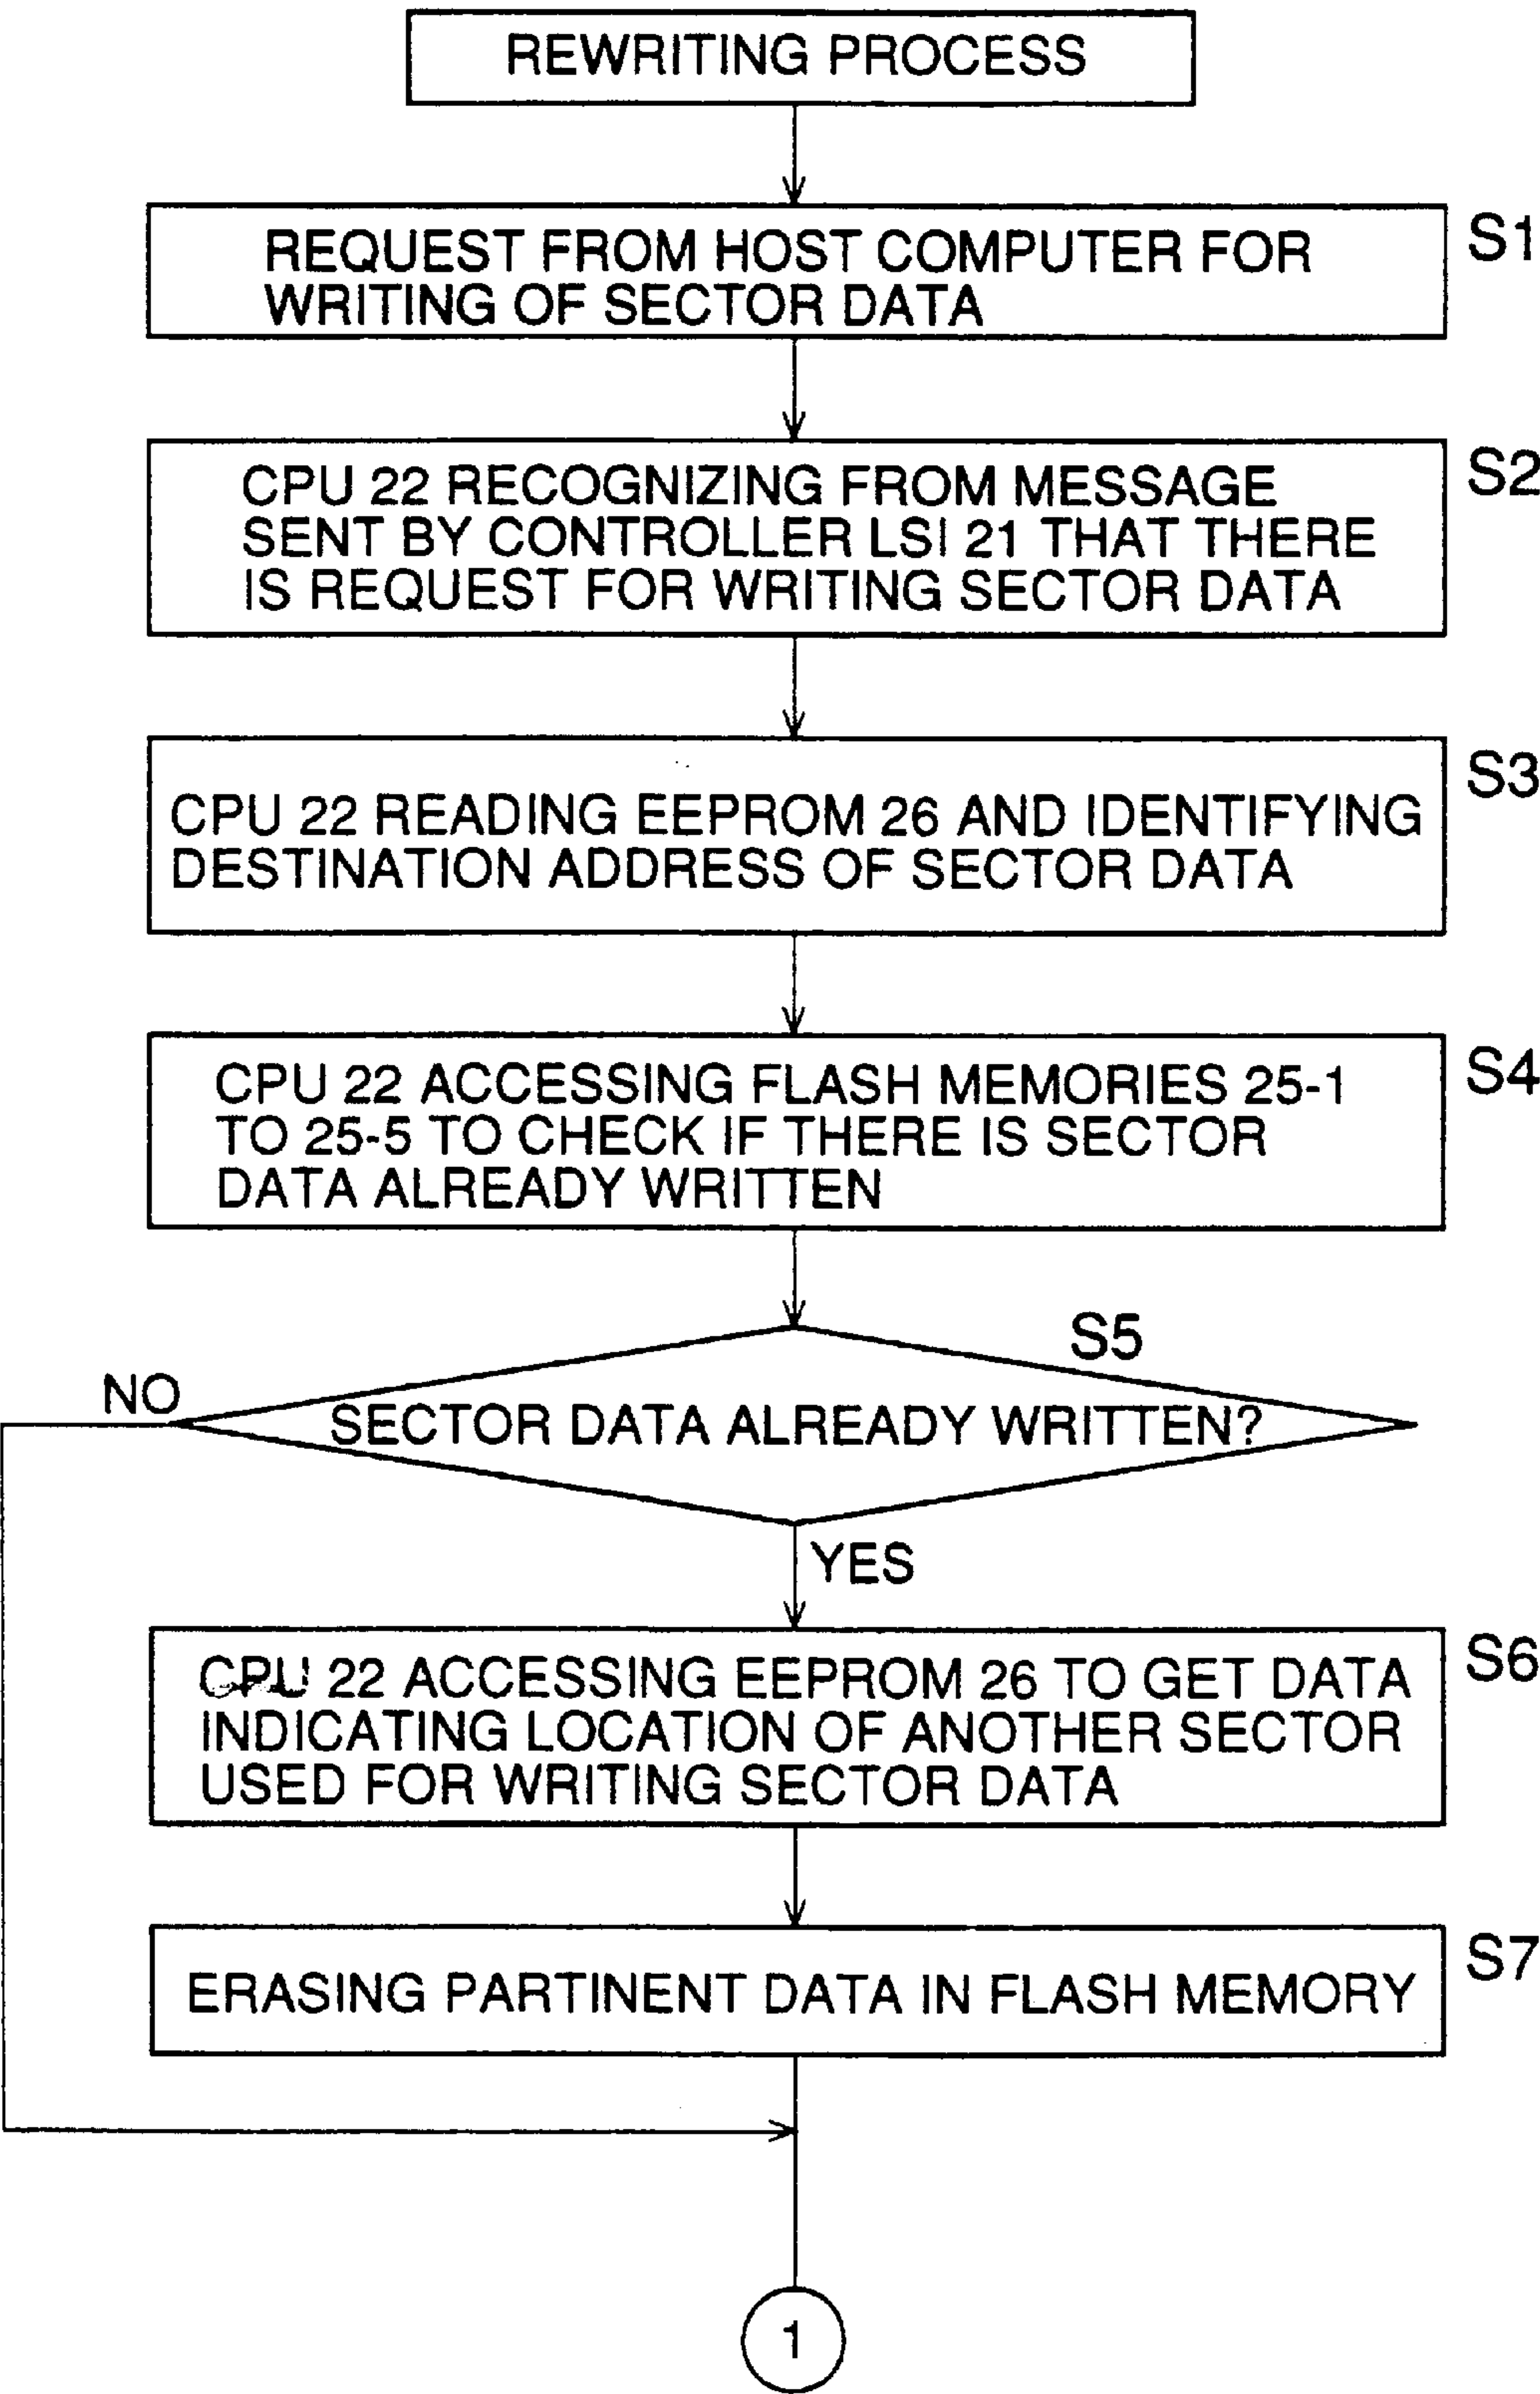 REWRITING PROCESS
REQUEST FROM HOST COMPUTER FOR
WRITING OF SECTOR DATA
S1
CPU 22 RECOGNIZING FROM MESSAGE
SENT BY CONTROLLER LSI 21 THAT THERE
IS REQUEST FOR WRITING SECTOR DATA
S2
CPU 22 READING EEPROM 26 AND IDENTIFYING
DESTINATION ADDRESS OF SECTOR DATA
S3
CPU 22 ACCESSING FLASH MEMORIES 25-1
TO 25-5 TO CHECK IF THERE IS SECTOR
DATA ALREADY WRITTEN
S4
S5
NO
SECTOR DATA ALREADY WRITTEN?
YES
CPU 22 ACCESSING EEPROM 26 TO GET DATA
INDICATING LOCATION OF ANOTHER SECTOR
USED FOR WRITING SECTOR DATA
S6
ERASING PARTINENT DATA IN FLASH MEMORY
S7
1